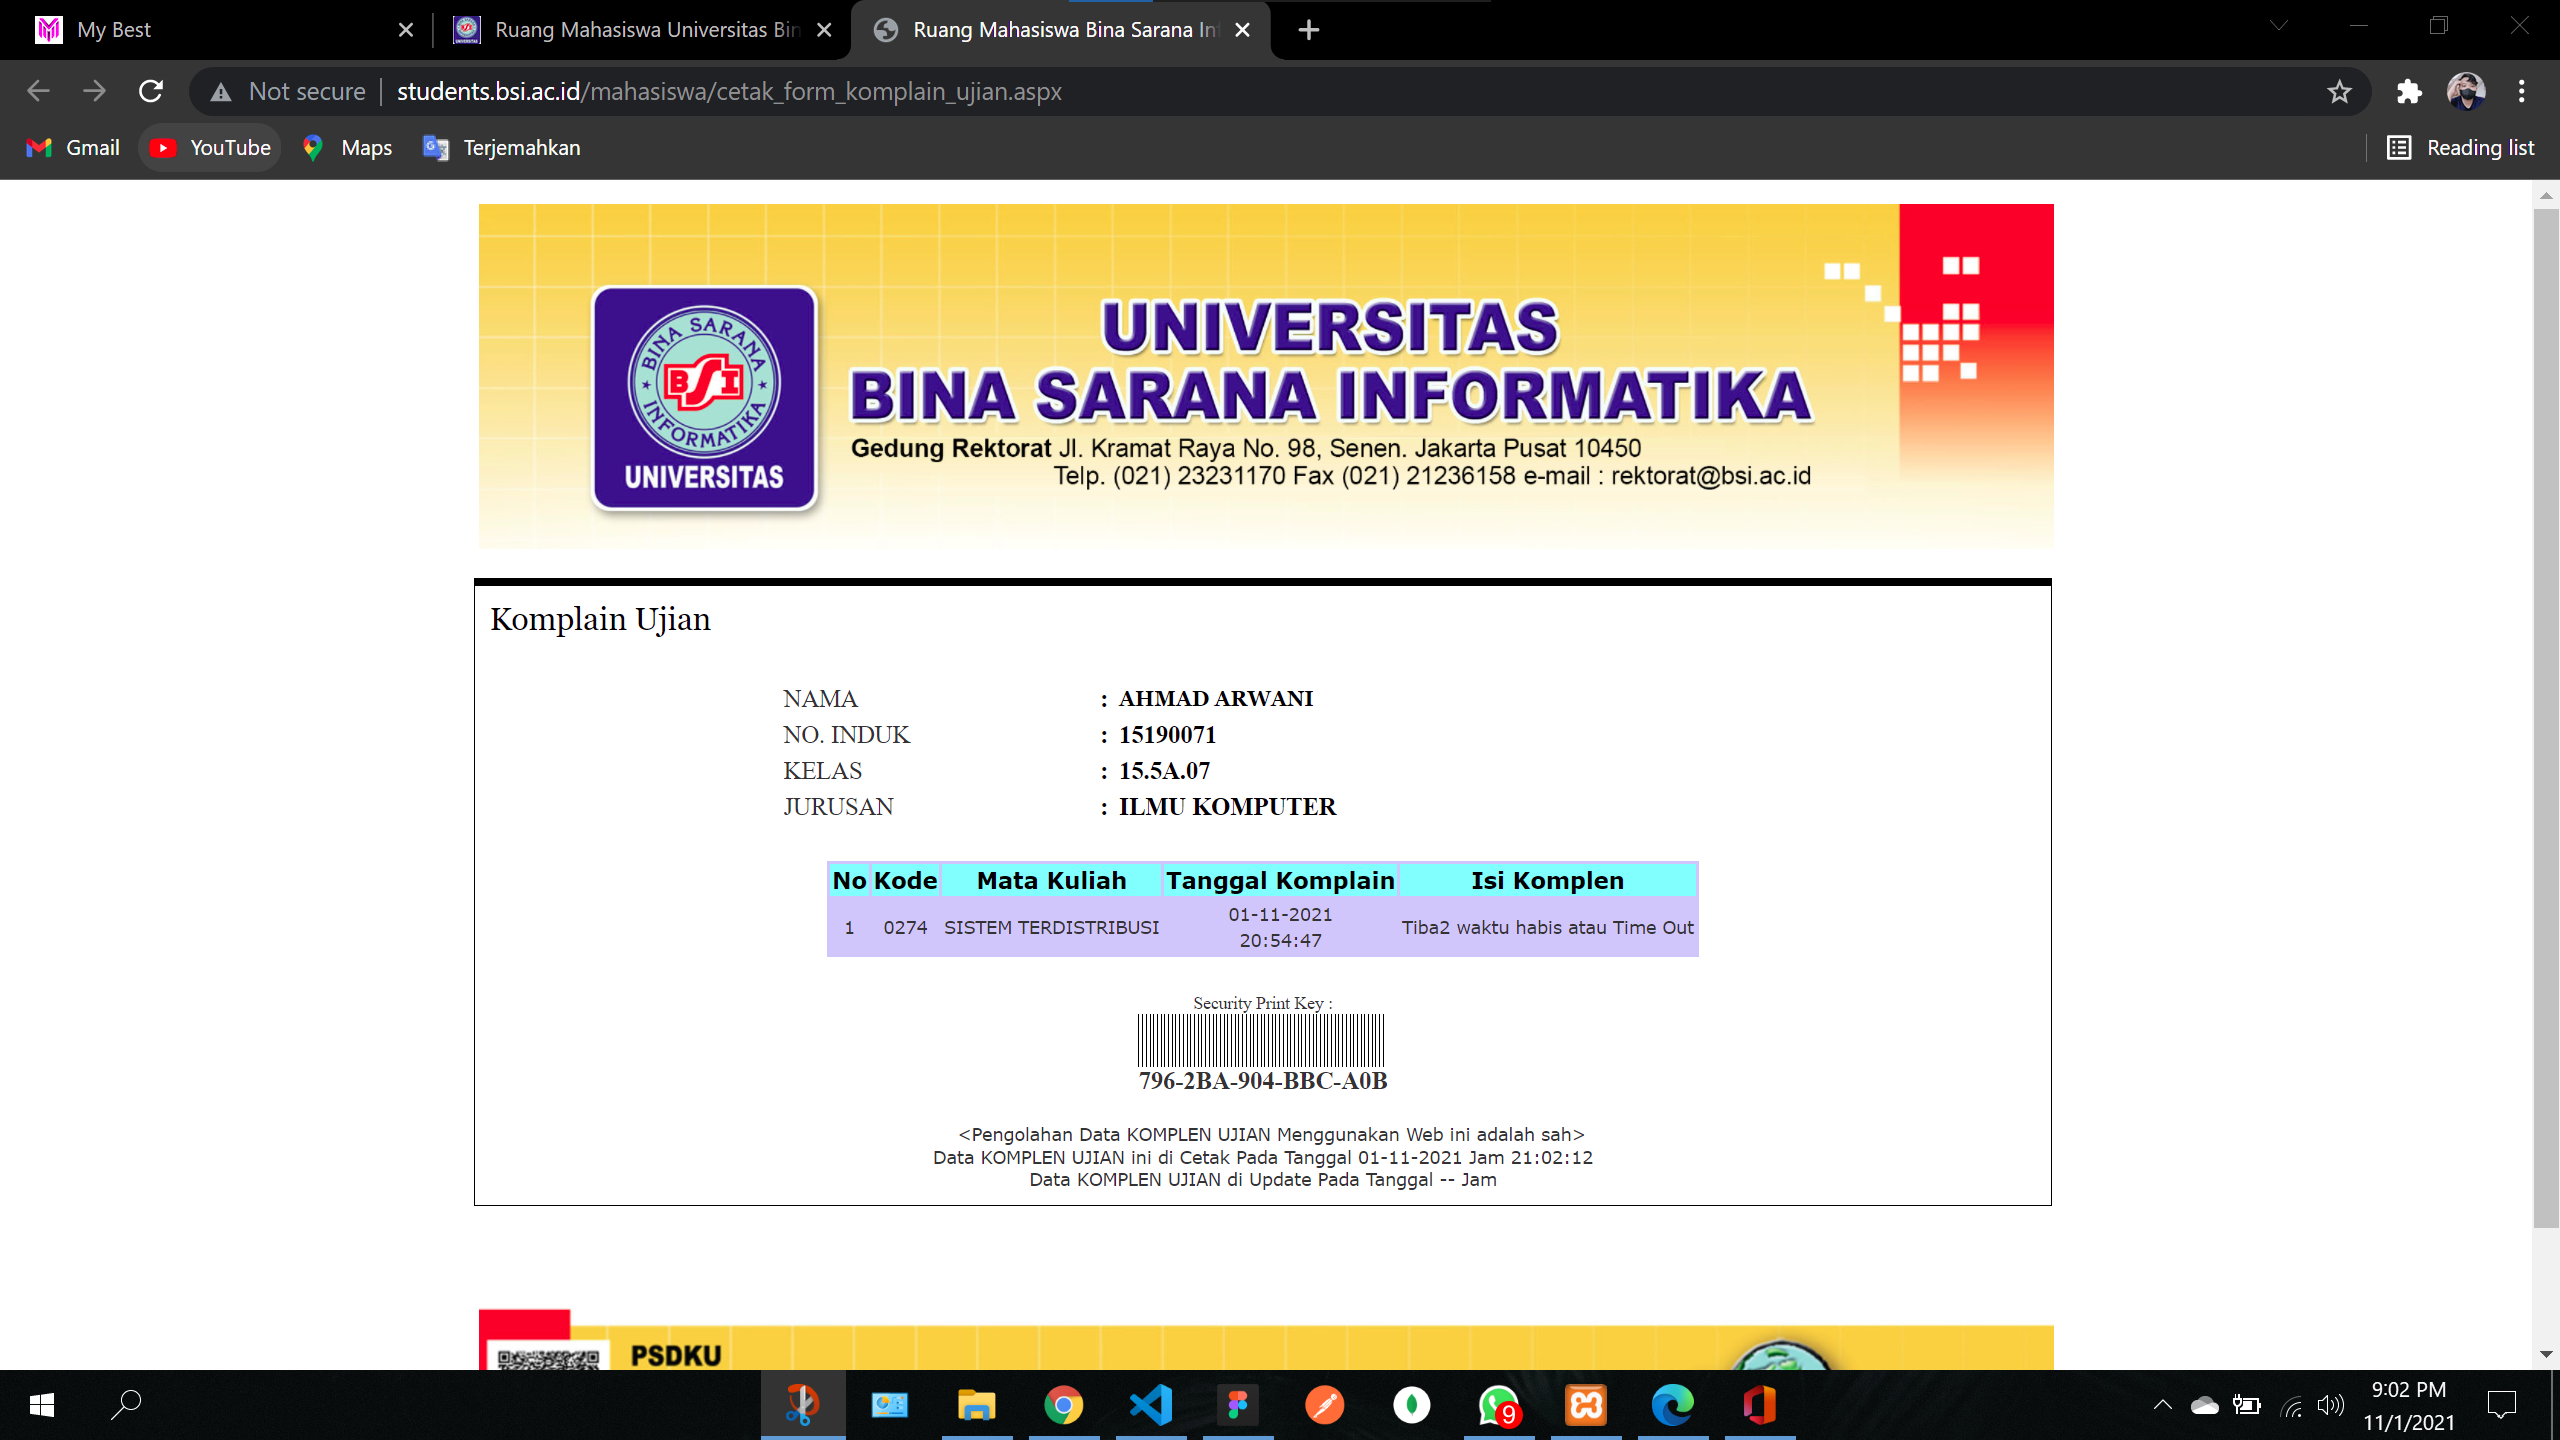 My Best
Ruang Mahasiswa Universitas Bin
Ruang Mahasiswa Bina Sarana Inf
Not secure
students.bsi.ac.id/mahasiswa/cetak_form_komplain_ujian.aspx
Gmail
YouTube
Maps
Terjemahkan
Reading list
BINA SARANA
BSI
INFORMATIKA
UNIVERSITAS
UNIVERSITAS
BINA SARANA INFORMATIKA
Gedung Rektorat Jl. Kramat Raya No. 98, Senen. Jakarta Pusat 10450
Telp. (021) 23231170 Fax (021) 21236158 e-mail : rektorat@bsi.ac.id
Komplain Ujian
NAMA : AHMAD ARWANI
NO. INDUK : 15190071
KELAS : 15.5A.07
JURUSAN : ILMU KOMPUTER
No Kode Mata Kuliah Tanggal Komplain Isi Komplen
1 0274 SISTEM TERDISTRIBUSI 01-11-2021 20:54:47 Tiba2 waktu habis atau Time Out
Security Print Key :
796-2BA-904-BBC-A0B
<Pengolahan Data KOMPLEN UJIAN Menggunakan Web ini adalah sah>
Data KOMPLEN UJIAN ini di Cetak Pada Tanggal 01-11-2021 Jam 21:02:12
Data KOMPLEN UJIAN di Update Pada Tanggal -- Jam
PSDKU
9
9:02 PM
11/1/2021